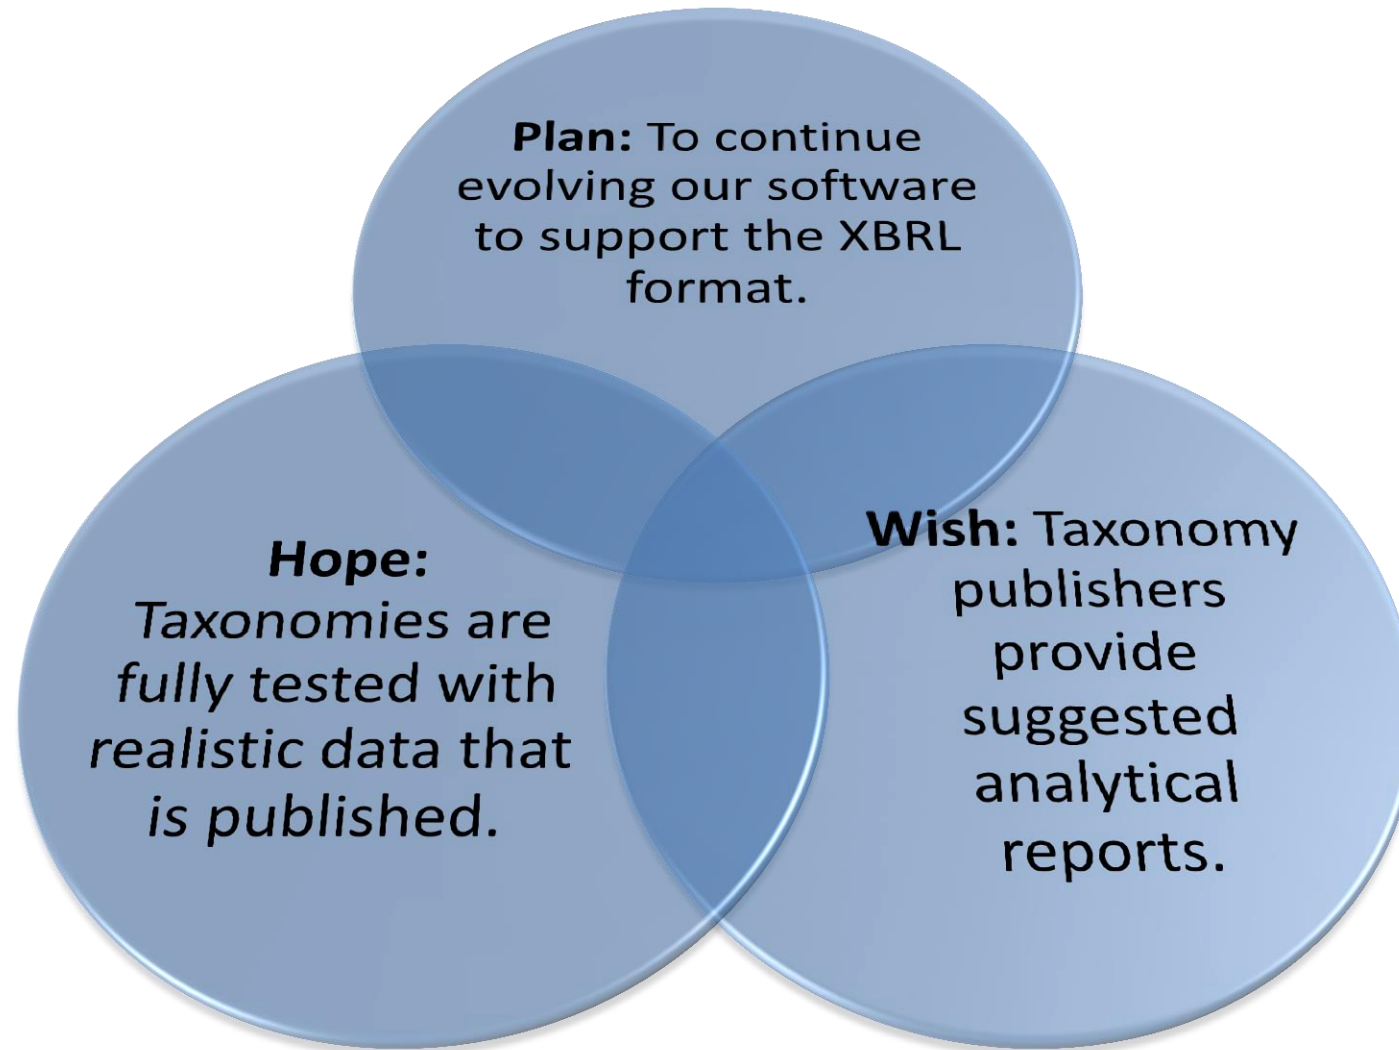 Plan: To continue
evolving our software
to support the XBRL
format.
Hope:
Taxonomies are
fully tested with
realistic data that
is published.
Wish: Taxonomy
publishers
provide
suggested
analytical
reports.